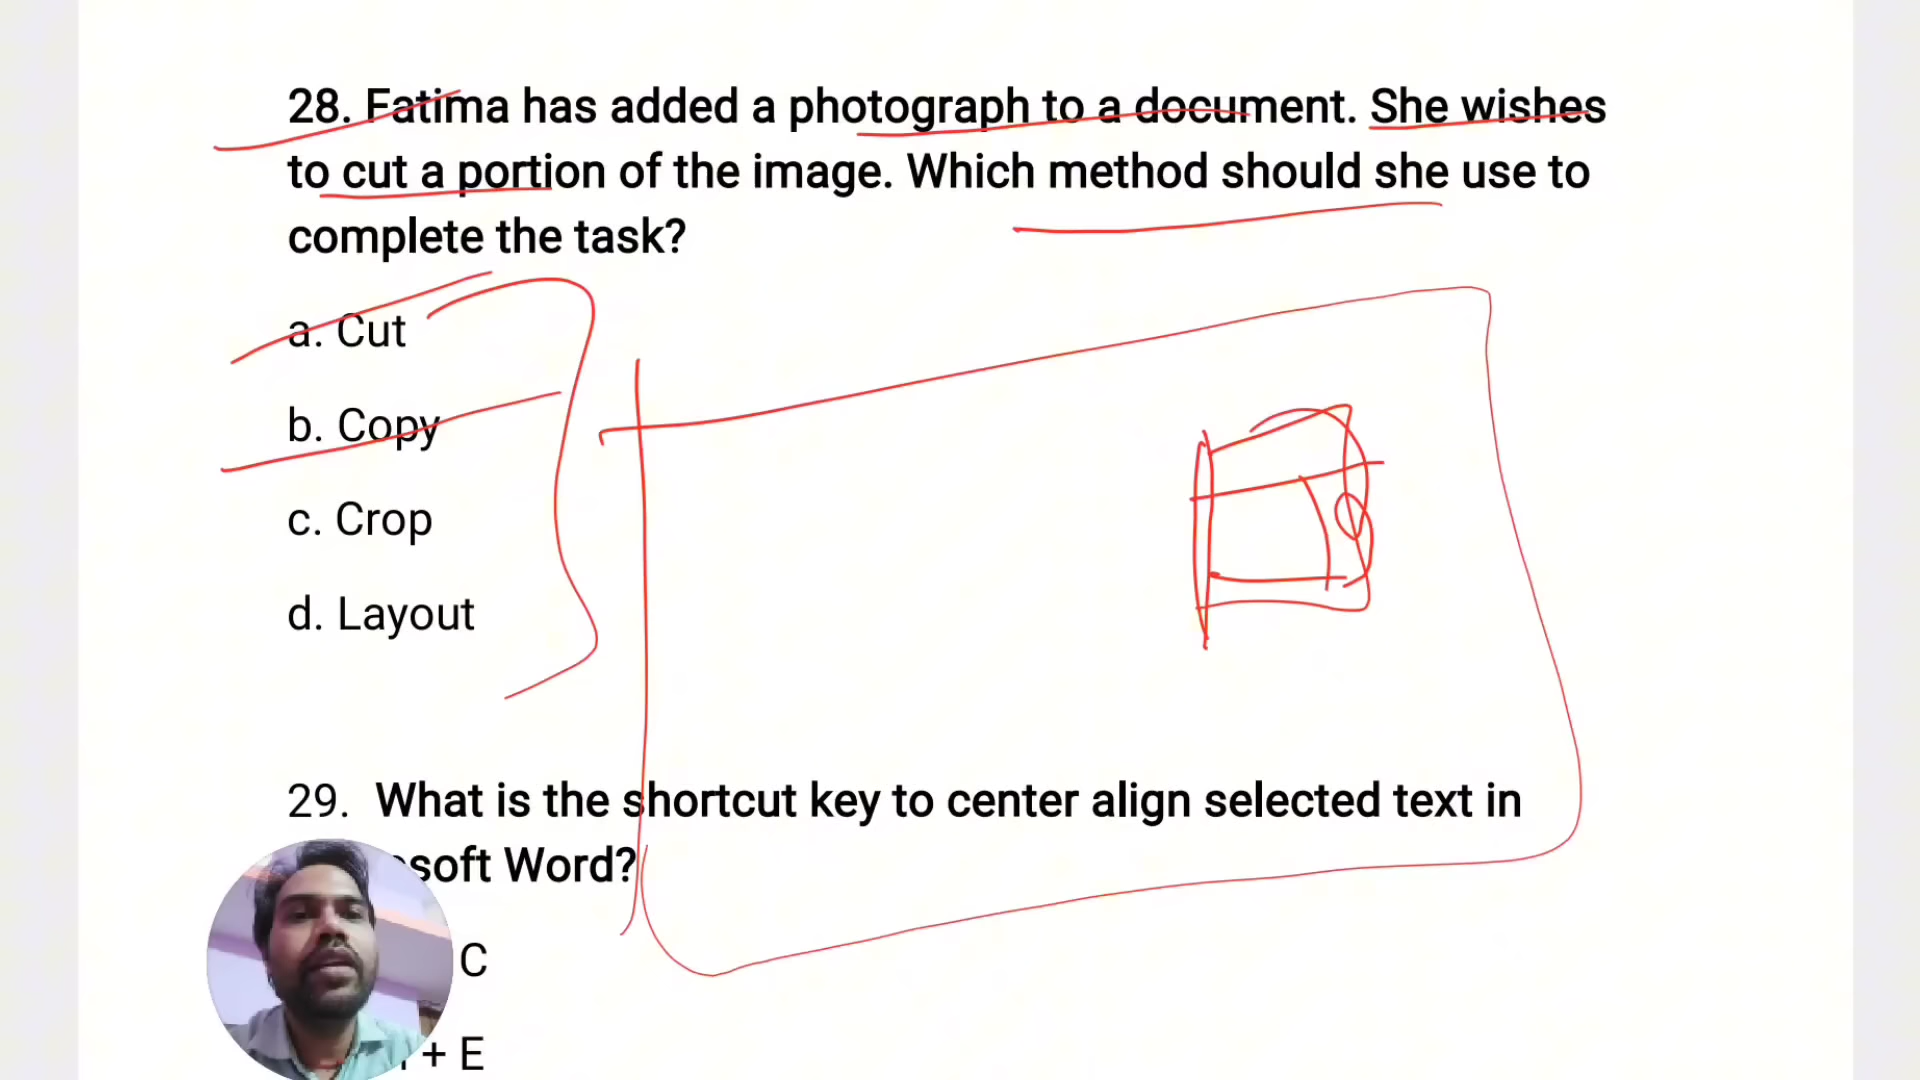 28. Fatima has added a photograph to a document. She wishes
to cut a portion of the image. Which method should she use to
complete the task?
a. Cut
b. Copy
c. Crop
d. Layout
29. What is the shortcut key to center align selected text in
soft Word?
C
+ E